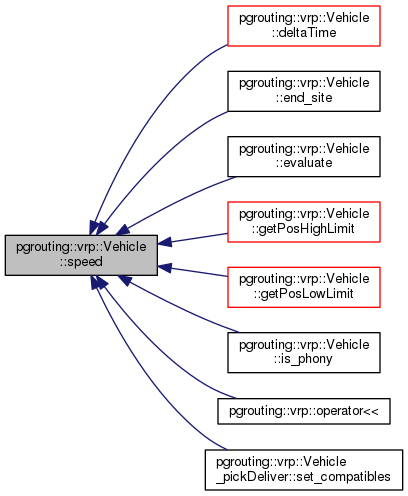 pgrouting::vrp::Vehicle
::deltaTime
pgrouting::vrp::Vehicle
::end_site
pgrouting::vrp::Vehicle
::evaluate
pgrouting::vrp::Vehicle
::getPosHighLimit
pgrouting::vrp::Vehicle
::speed
pgrouting::vrp::Vehicle
::getPosLowLimit
pgrouting::vrp::Vehicle
::is_phony
pgrouting::vrp::operator<<
pgrouting::vrp::Vehicle
_pickDeliver::set_compatibles